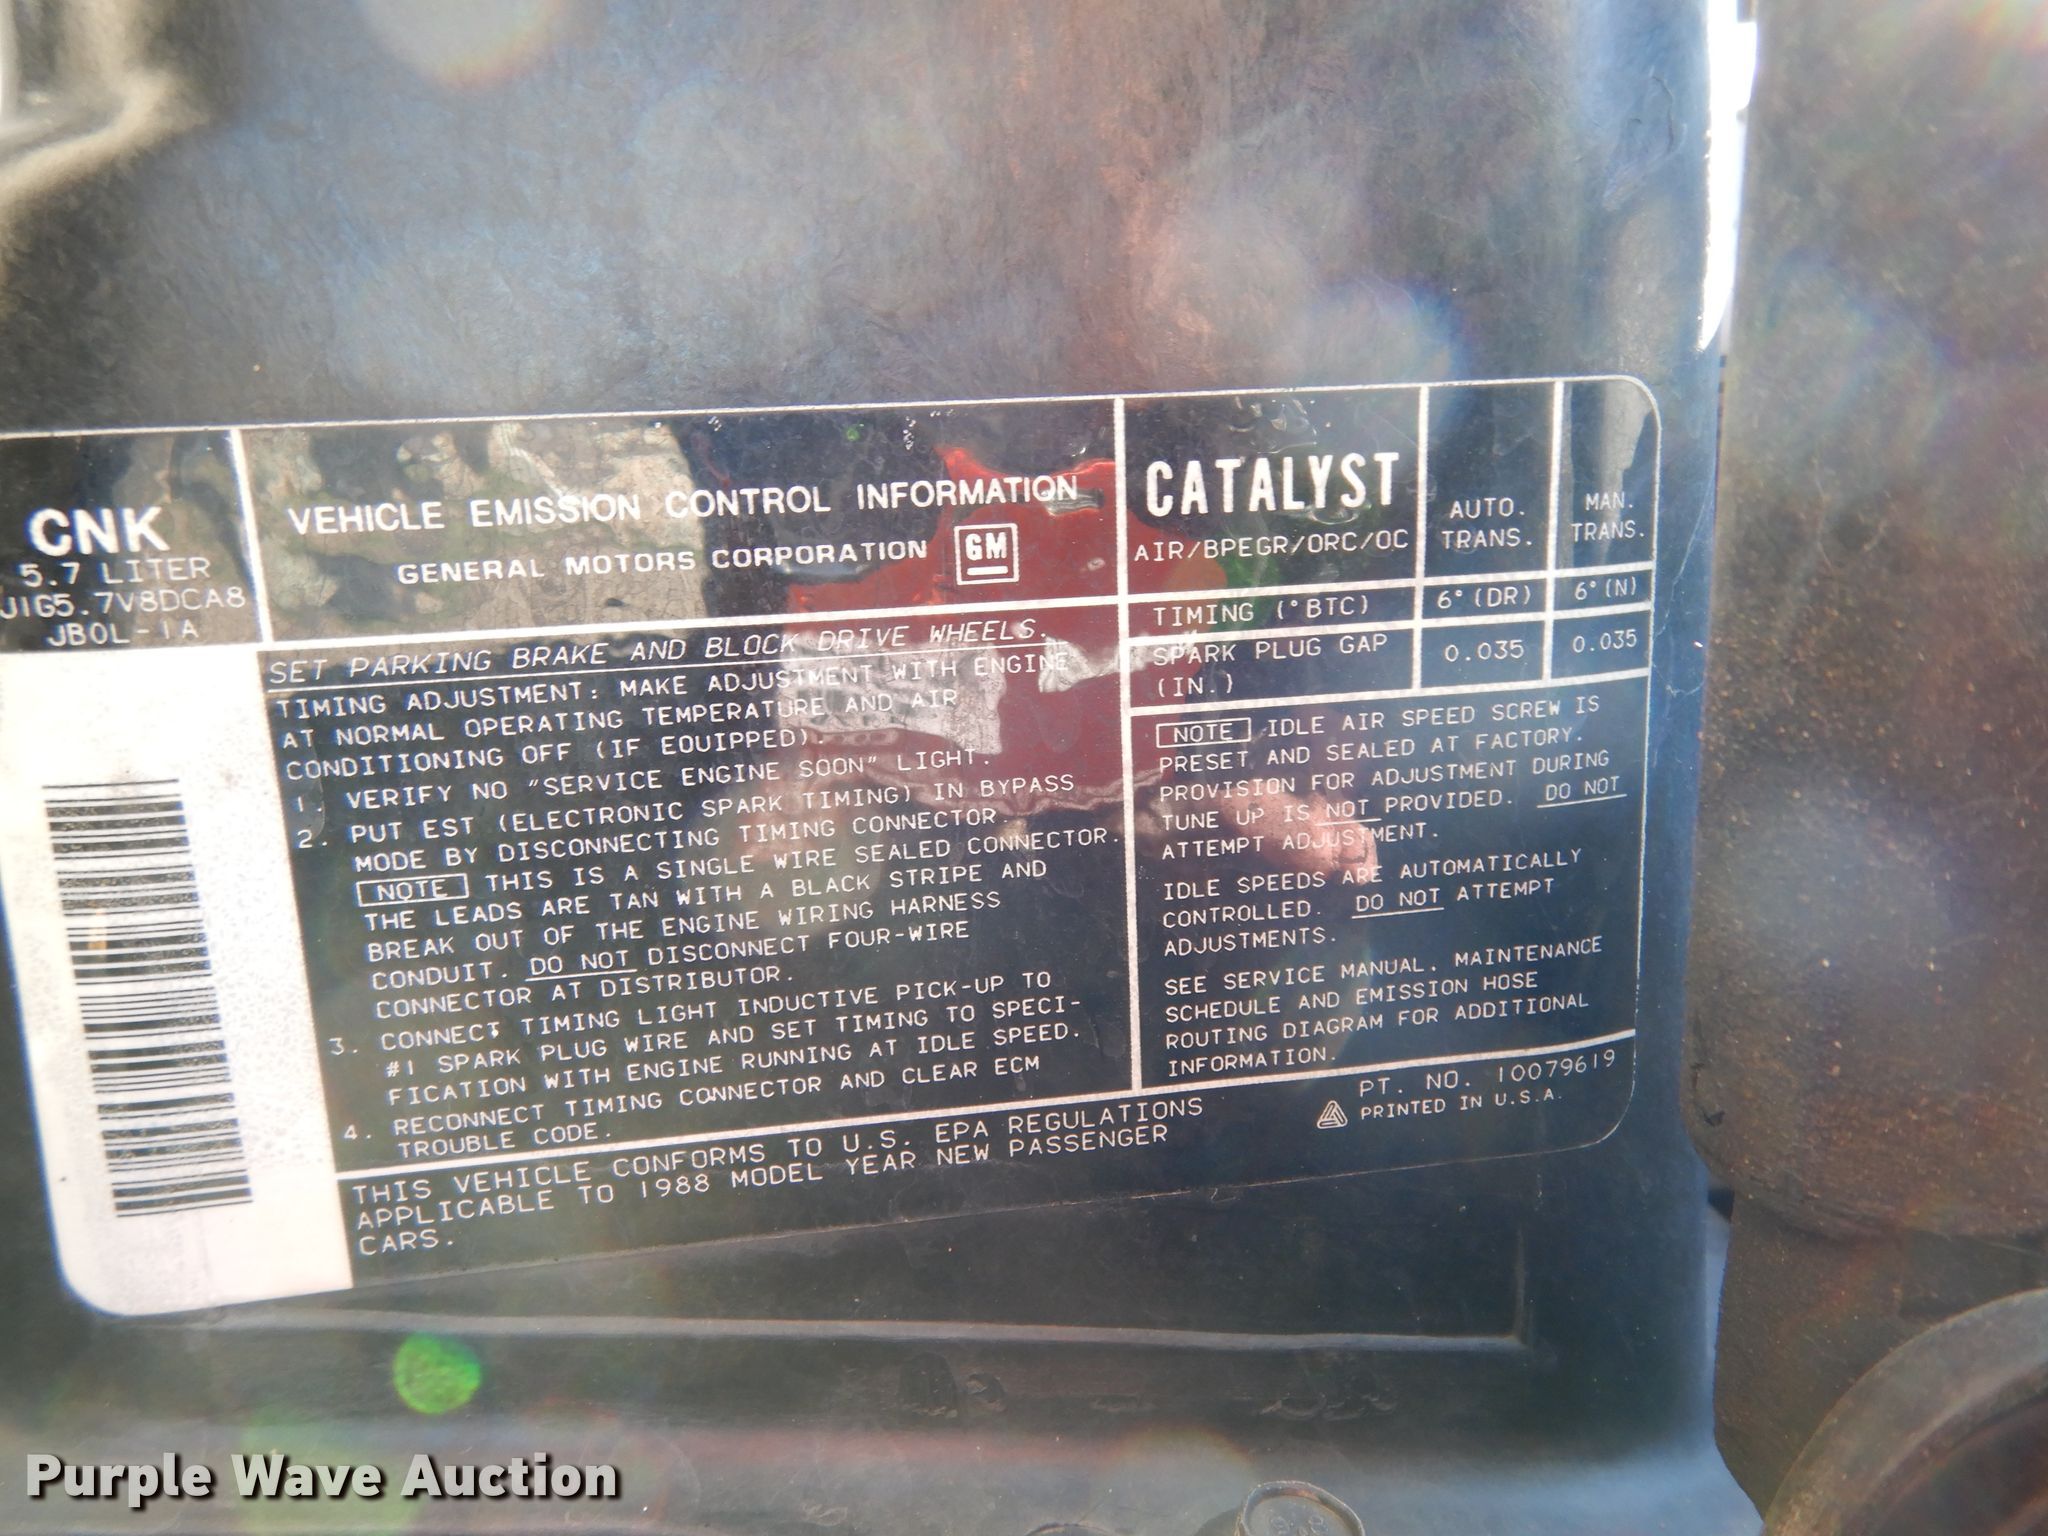 CNK
5.7 LITER
J1G5.7V8DCA8
JB0L-1A
VEHICLE EMISSION CONTROL INFORMATION
GENERAL MOTORS CORPORATION GM
SET PARKING BRAKE AND BLOCK DRIVE WHEELS.
TIMING ADJUSTMENT: MAKE ADJUSTMENT WITH ENGINE
AT NORMAL OPERATING TEMPERATURE AND AIR
CONDITIONING OFF (IF EQUIPPED).
1. VERIFY NO "SERVICE ENGINE SOON" LIGHT.
2. PUT EST (ELECTRONIC SPARK TIMING) IN BYPASS
MODE BY DISCONNECTING TIMING CONNECTOR.
NOTE THIS IS A SINGLE WIRE SEALED CONNECTOR.
THE LEADS ARE TAN WITH A BLACK STRIPE AND
BREAK OUT OF THE ENGINE WIRING HARNESS
CONDUIT. DO NOT DISCONNECT FOUR-WIRE
CONNECTOR AT DISTRIBUTOR.
3. CONNECT TIMING LIGHT INDUCTIVE PICK-UP TO
#1 SPARK PLUG WIRE AND SET TIMING TO SPECI-
FICATION WITH ENGINE RUNNING AT IDLE SPEED.
4. RECONNECT TIMING CONNECTOR AND CLEAR ECM
TROUBLE CODE.
CATALYST
AIR/BPEGR/ORC/OC
AUTO.
TRANS.
MAN.
TRANS.
TIMING (°BTC) 6°(DR) 6°(N)
SPARK PLUG GAP
(IN.) 0.035 0.035
NOTE IDLE AIR SPEED SCREW IS
PRESET AND SEALED AT FACTORY.
PROVISION FOR ADJUSTMENT DURING
TUNE UP IS NOT PROVIDED. DO NOT
ATTEMPT ADJUSTMENT.
IDLE SPEEDS ARE AUTOMATICALLY
CONTROLLED. DO NOT ATTEMPT
ADJUSTMENTS.
SEE SERVICE MANUAL, MAINTENANCE
SCHEDULE AND EMISSION HOSE
ROUTING DIAGRAM FOR ADDITIONAL
INFORMATION.
THIS VEHICLE CONFORMS TO U.S. EPA REGULATIONS
APPLICABLE TO 1988 MODEL YEAR NEW PASSENGER
CARS.
PT. NO. 10079619
PRINTED IN U.S.A.
Purple Wave Auction